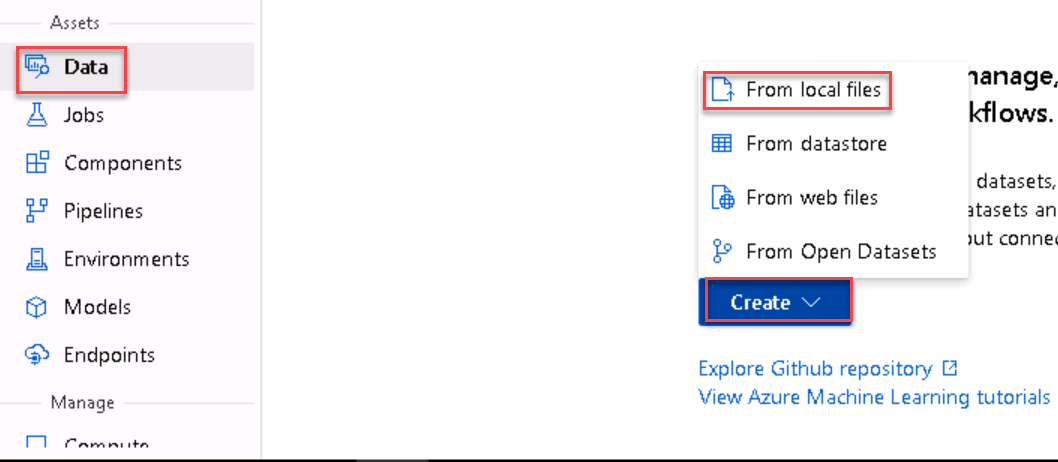 Assets
Data
Jobs
Components
Pipelines
Environments
Models
Endpoints
Manage
Compute
From local files
From datastore
From web files
From Open Datasets
Create
manage,
kflows.
datasets,
atasets an
out connec
Explore Github repository
View Azure Machine Learning tutorials